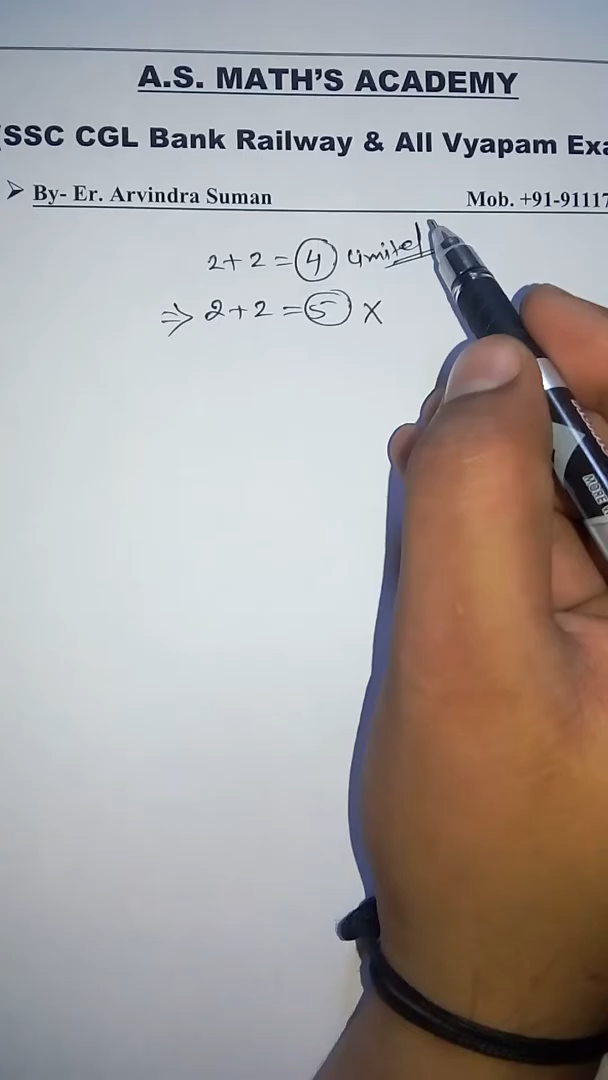 A.S. MATH'S ACADEMY
(SSC CGL Bank Railway & All Vyapam Exa
➤ By- Er. Arvindra Suman Mob. +91-91117
2+2=4 Limited
⇒ 2+2=5 X
MORE